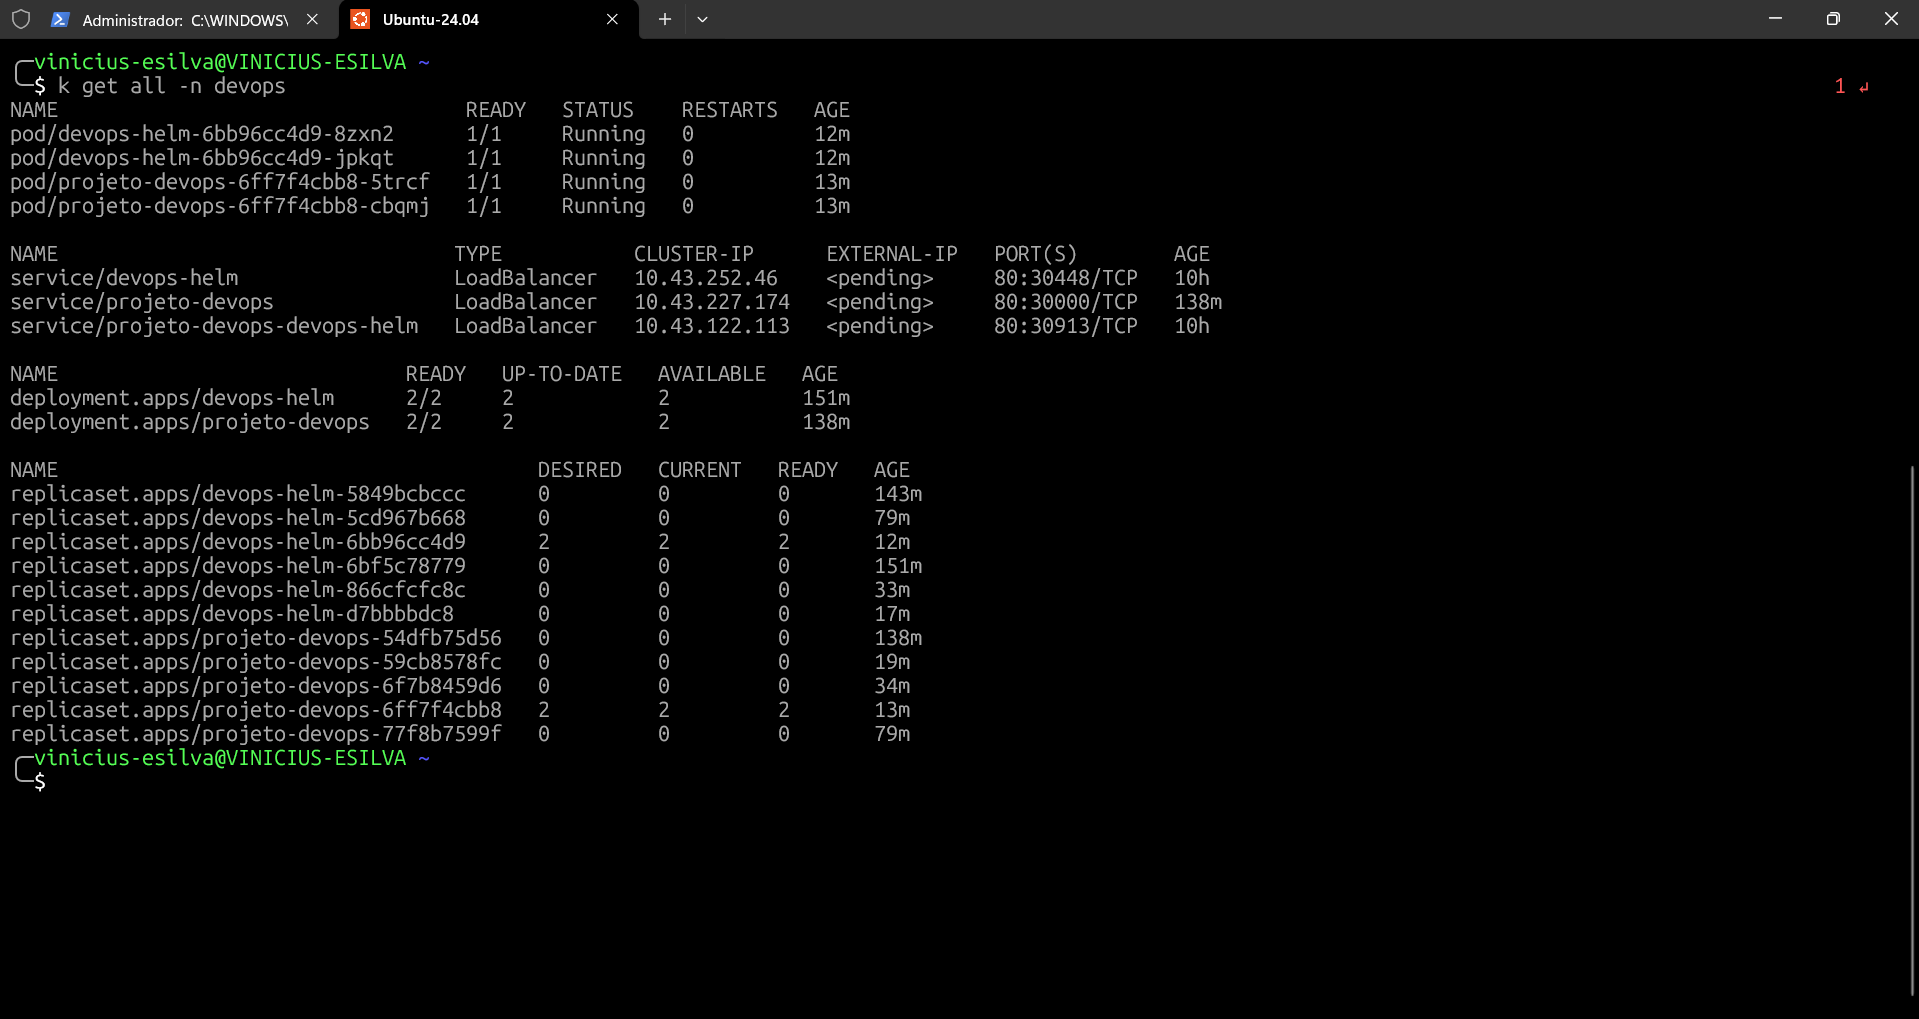 Administrador: C:\WINDOWS\
Ubuntu-24.04
vinicius-esilva@VINICIUS-ESILVA ~
$ k get all -n devops 1 ↲
NAME READY STATUS RESTARTS AGE
pod/devops-helm-6bb96cc4d9-8zxn2 1/1 Running 0 12m
pod/devops-helm-6bb96cc4d9-jpkqt 1/1 Running 0 12m
pod/projeto-devops-6ff7f4cbb8-5trcf 1/1 Running 0 13m
pod/projeto-devops-6ff7f4cbb8-cbqmj 1/1 Running 0 13m
NAME TYPE CLUSTER-IP EXTERNAL-IP PORT(S) AGE
service/devops-helm LoadBalancer 10.43.252.46 <pending> 80:30448/TCP 10h
service/projeto-devops LoadBalancer 10.43.227.174 <pending> 80:30000/TCP 138m
service/projeto-devops-devops-helm LoadBalancer 10.43.122.113 <pending> 80:30913/TCP 10h
NAME READY UP-TO-DATE AVAILABLE AGE
deployment.apps/devops-helm 2/2 2 2 151m
deployment.apps/projeto-devops 2/2 2 2 138m
NAME DESIRED CURRENT READY AGE
replicaset.apps/devops-helm-5849bcbccc 0 0 0 143m
replicaset.apps/devops-helm-5cd967b668 0 0 0 79m
replicaset.apps/devops-helm-6bb96cc4d9 2 2 2 12m
replicaset.apps/devops-helm-6bf5c78779 0 0 0 151m
replicaset.apps/devops-helm-866cfcfc8c 0 0 0 33m
replicaset.apps/devops-helm-d7bbbbdc8 0 0 0 17m
replicaset.apps/projeto-devops-54dfb75d56 0 0 0 138m
replicaset.apps/projeto-devops-59cb8578fc 0 0 0 19m
replicaset.apps/projeto-devops-6f7b8459d6 0 0 0 34m
replicaset.apps/projeto-devops-6ff7f4cbb8 2 2 2 13m
replicaset.apps/projeto-devops-77f8b7599f 0 0 0 79m
vinicius-esilva@VINICIUS-ESILVA ~
$